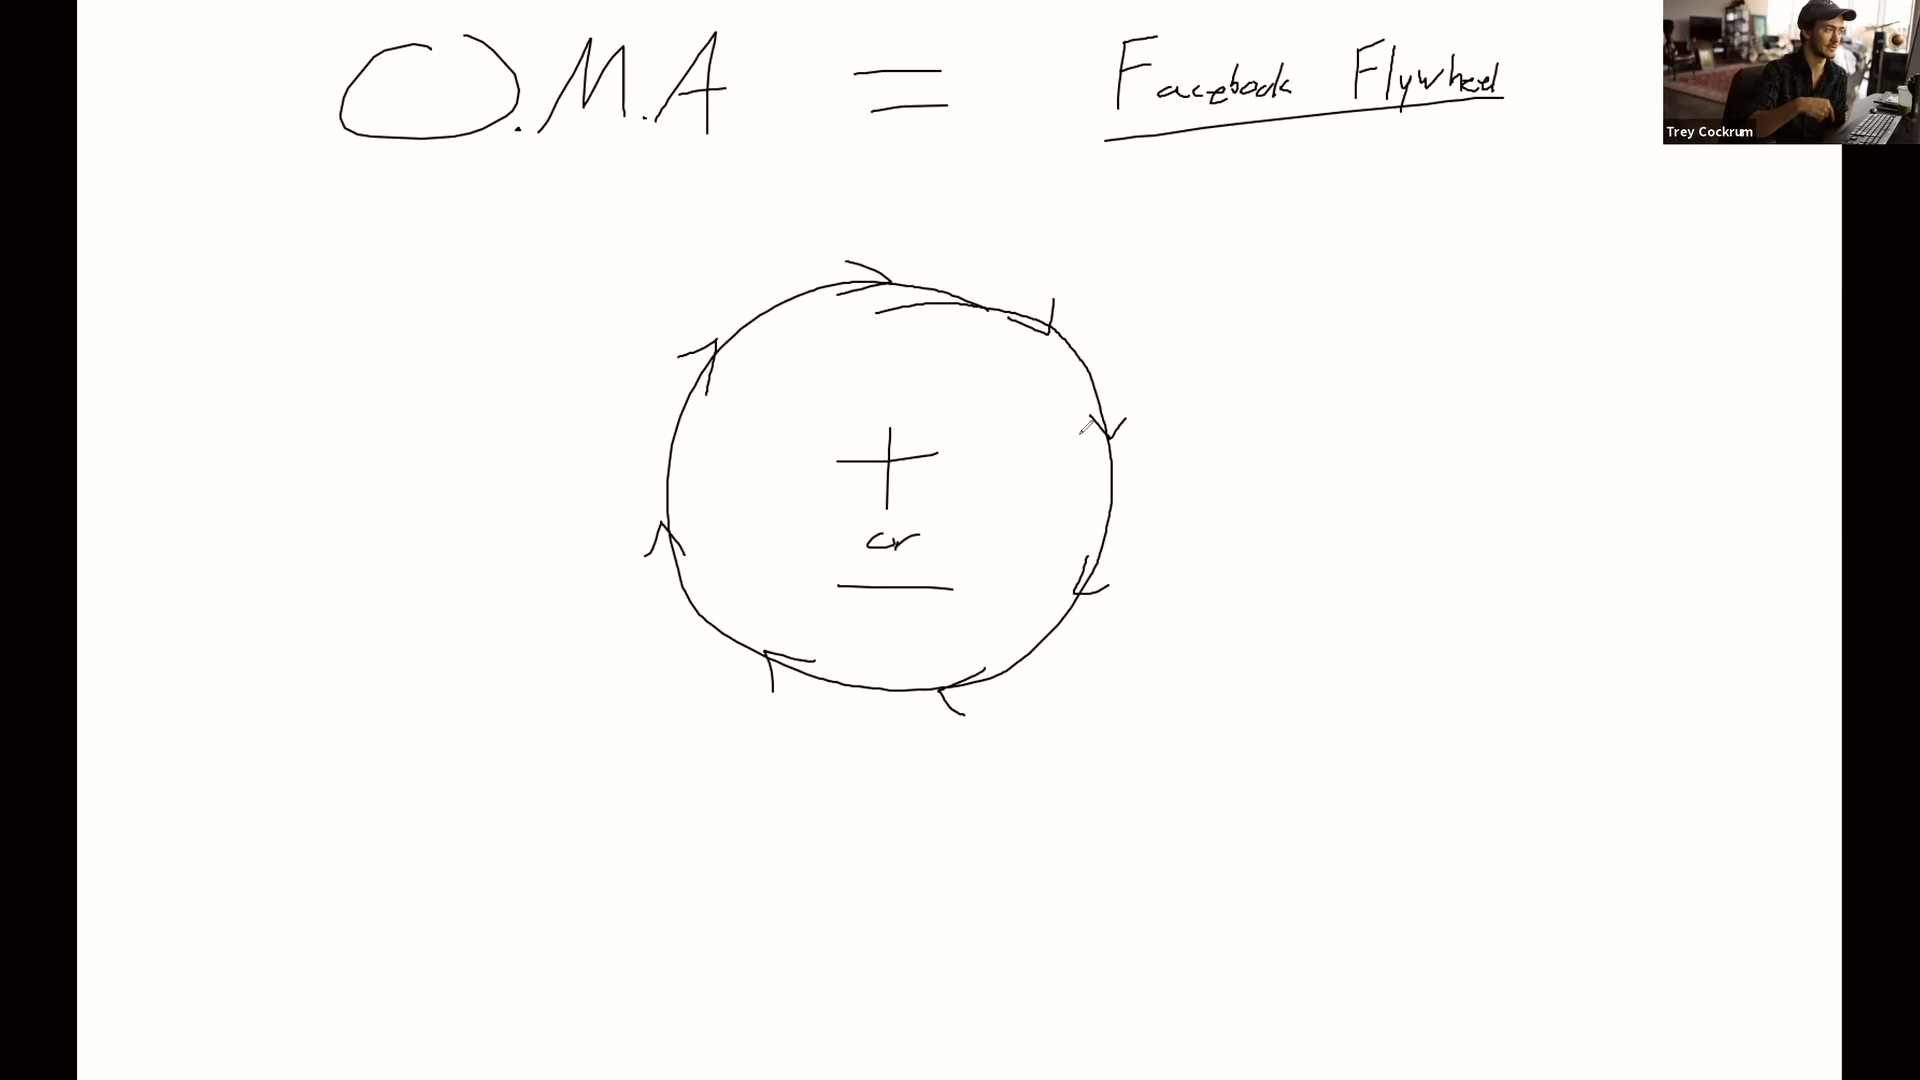 O.M.A = Facebook Flywheel
Trey Cockrum
+
or
—